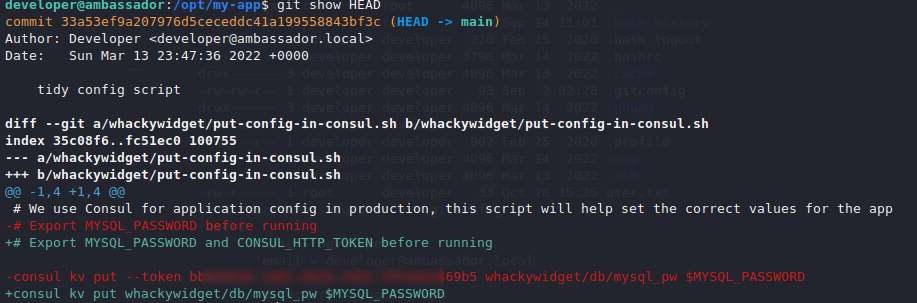 developer@ambassador:/opt/my-app$ git show HEAD
commit 33a53ef9a207976d5ceceddc41a199558843bf3c (HEAD -> main)
Author: Developer <developer@ambassador.local>
Date:   Sun Mar 13 23:47:36 2022 +0000
    tidy config script
diff --git a/whackywidget/put-config-in-consul.sh b/whackywidget/put-config-in-consul.sh
index 35c08f6..fc51ec0 100755
--- a/whackywidget/put-config-in-consul.sh
+++ b/whackywidget/put-config-in-consul.sh
@@ -1,4 +1,4 @@
 # We use Consul for application config in production, this script will help set the correct values for the app
-# Export MYSQL_PASSWORD before running
+# Export MYSQL_PASSWORD and CONSUL_HTTP_TOKEN before running
-consul kv put --token whackywidget/db/mysql_pw $MYSQL_PASSWORD
+consul kv put whackywidget/db/mysql_pw $MYSQL_PASSWORD